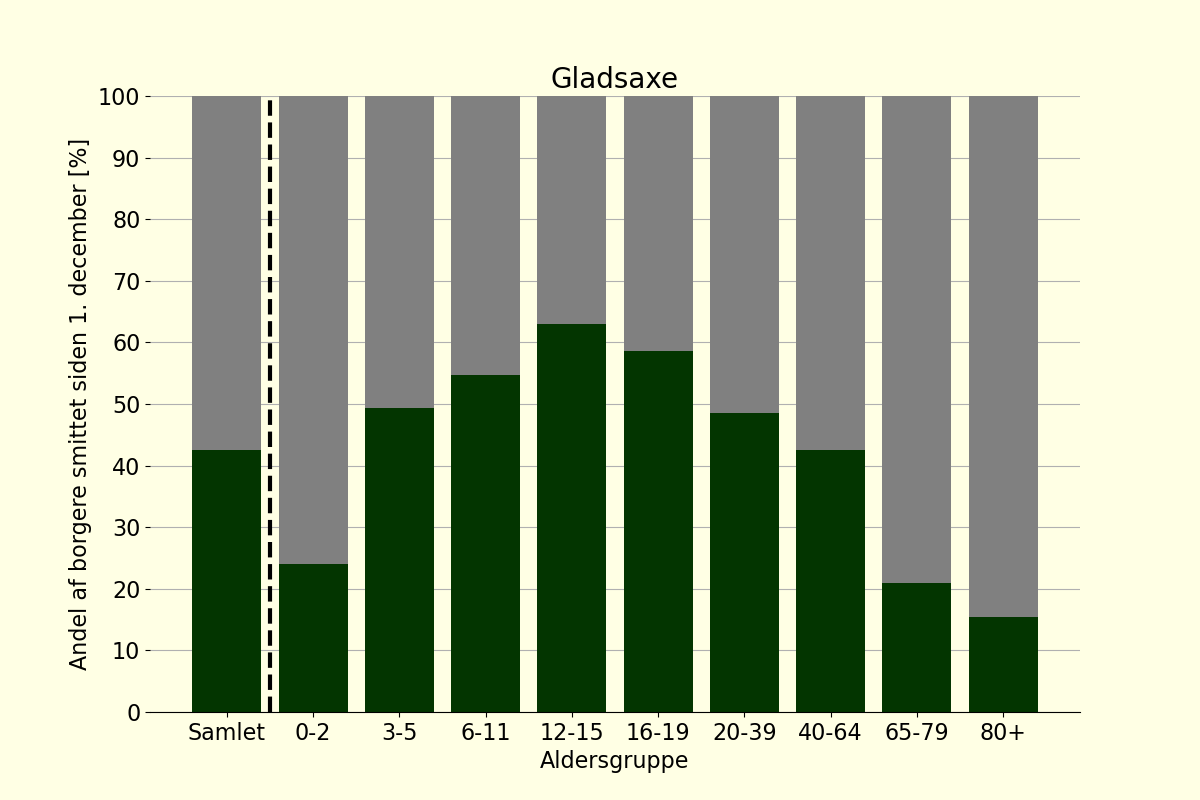 Gladsaxe
Andel af borgere smittet siden 1. december [%]
100
90
80
70
60
50
40
30
20
10
0
Samlet 0-2 3-5 6-11 12-15 16-19 20-39 40-64 65-79 80+
Aldersgruppe